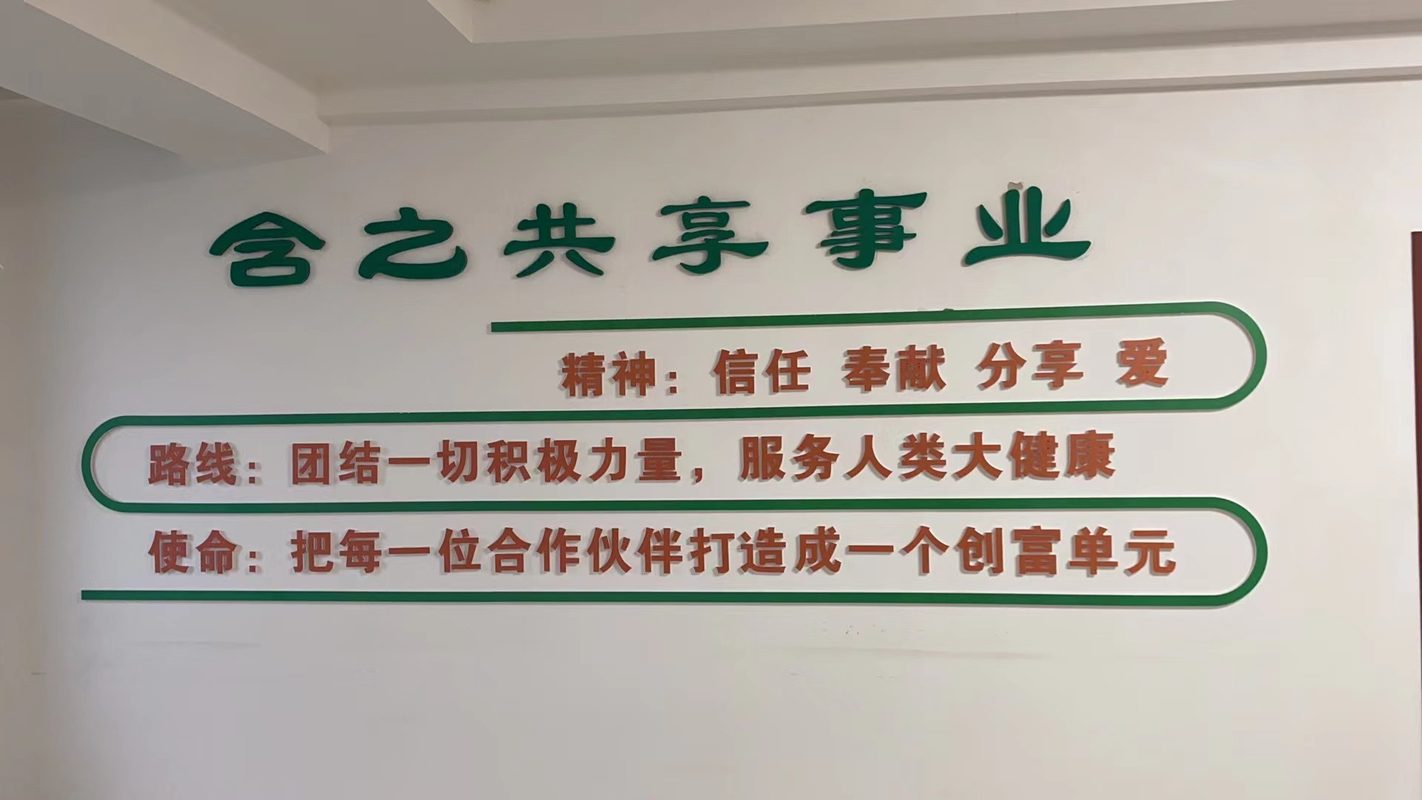 含之共享事业
精神：信任 奉献 分享 爱
路线：团结一切积极力量，服务人类大健康
使命：把每一位合作伙伴打造成一个创富单元